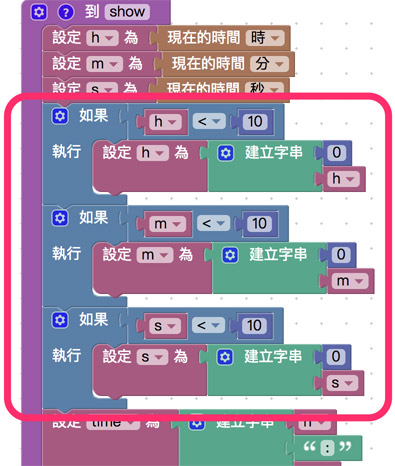 ? 到 show
設定 h 為 現在的時間 時
設定 m 為 現在的時間 分
設定 s 為 現在的時間 秒
如果 h < 10
執行 設定 h 為 建立字串 0
h
如果 m < 10
執行 設定 m 為 建立字串 0
m
如果 s < 10
執行 設定 s 為 建立字串 0
s
設定 time 為 建立字串 h
“ : ”